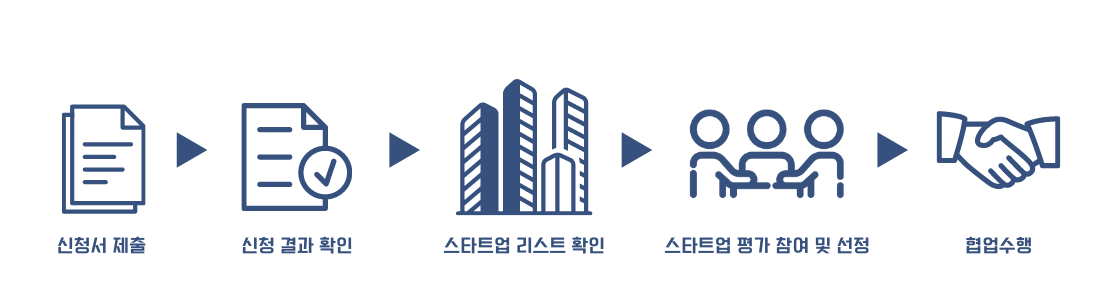 신청서 제출
신청 결과 확인
스타트업 리스트 확인
스타트업 평가 참여 및 선정
협업수행